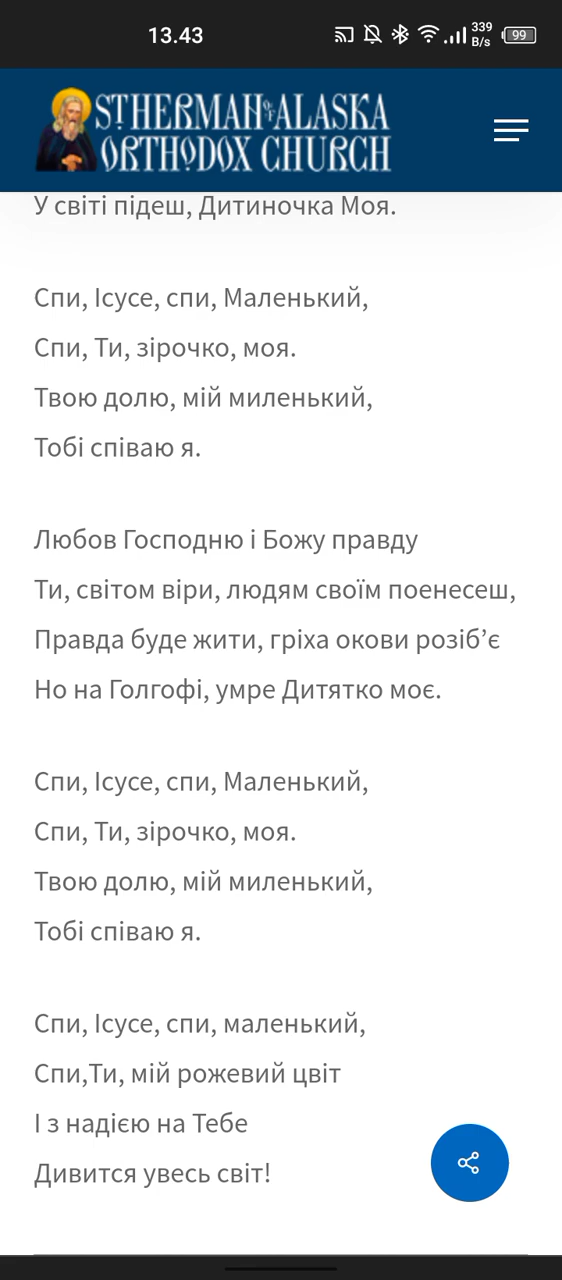 13.43
339
B/s
99
ST HERMAN OF ALASKA
ORTHODOX CHURCH
У світі підеш, Дитиночка Моя.
Спи, Ісусе, спи, Маленький,
Спи, Ти, зірочко, моя.
Твою долю, мій миленький,
Тобі співаю я.
Любов Господню і Божу правду
Ти, світом віри, людям своїм поенесеш,
Правда буде жити, гріха окови розіб’є
Но на Голгофі, умре Дитятко моє.
Спи, Ісусе, спи, Маленький,
Спи, Ти, зірочко, моя.
Твою долю, мій миленький,
Тобі співаю я.
Спи, Ісусе, спи, маленький,
Спи,Ти, мій рожевий цвіт
І з надією на Тебе
Дивится увесь світ!